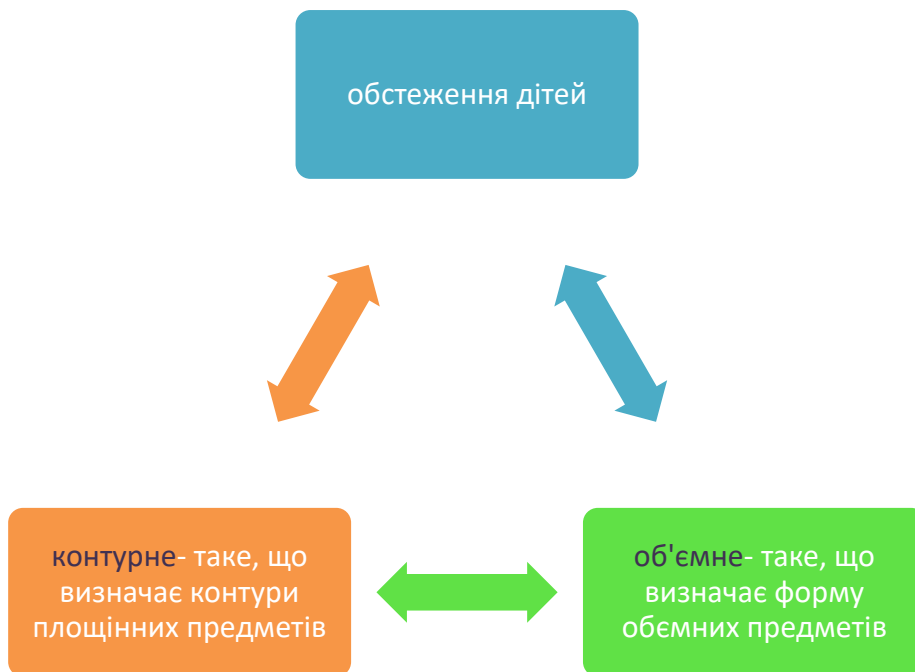 обстеження дітей
контурне- таке, що
визначає контури
площінних предметів
об'ємне- таке, що
визначає форму
обємних предметів